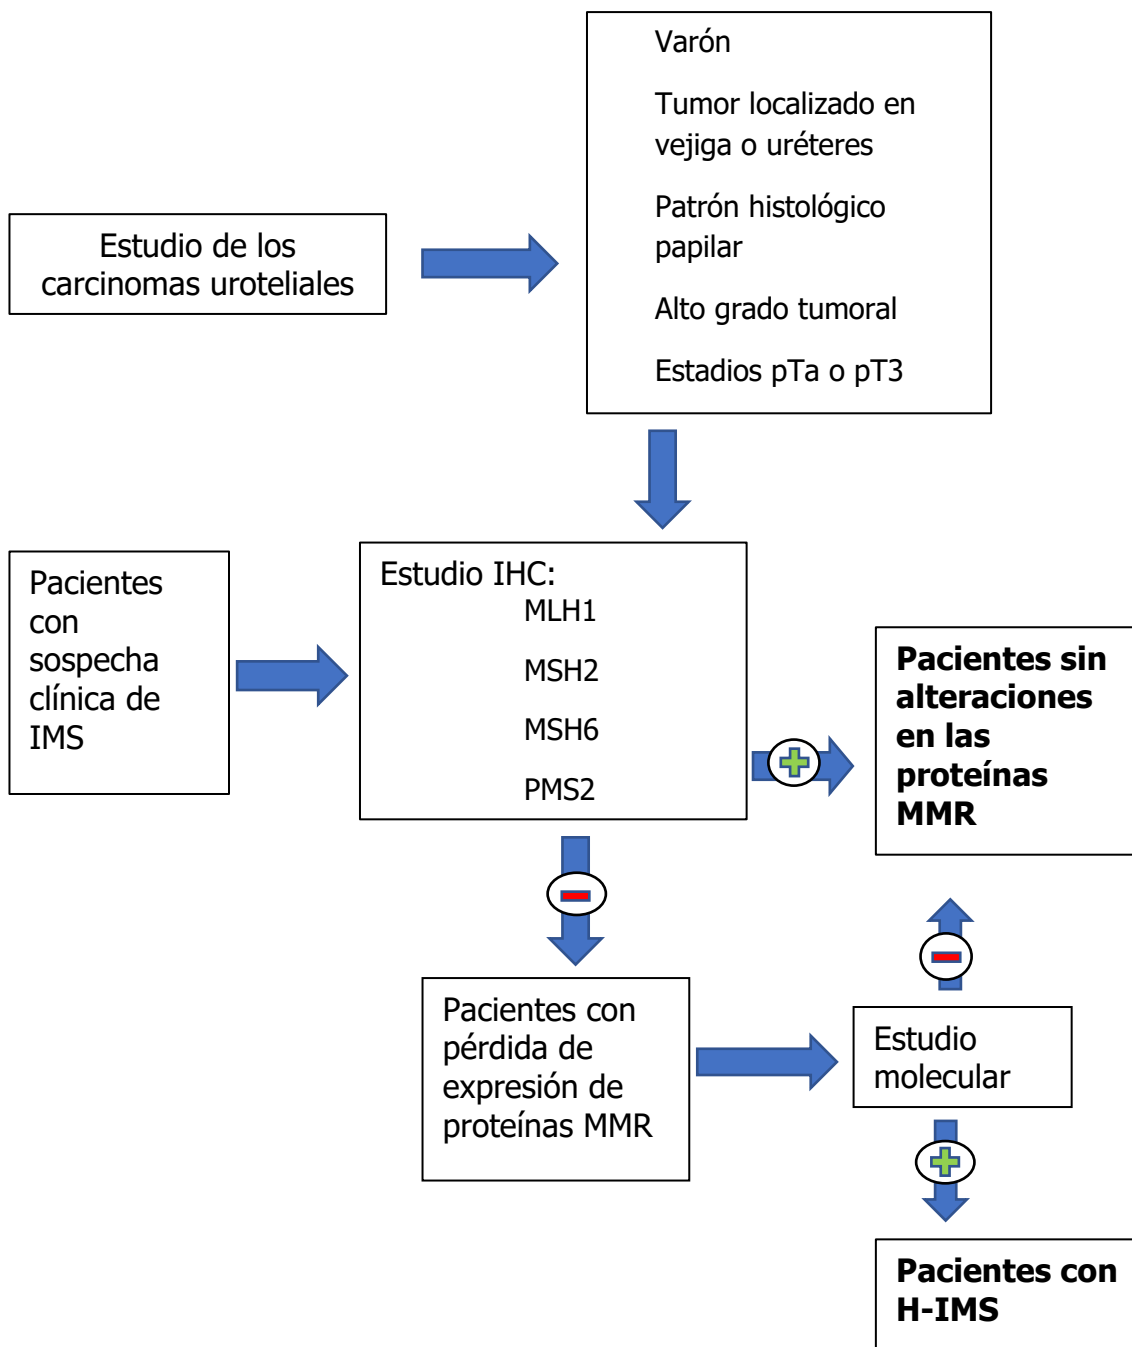 Varón
Tumor localizado en
vejiga o uréteres
Patrón histológico
papilar
Alto grado tumoral
Estadios pTa o pT3
Estudio de los
carcinomas uroteliales
Pacientes
con
sospecha
clínica de
IMS
Estudio IHC:
MLH1
MSH2
MSH6
PMS2
Pacientes sin
alteraciones
en las
proteínas
MMR
Pacientes con
pérdida de
expresión de
proteínas MMR
Estudio
molecular
Pacientes con
H-IMS